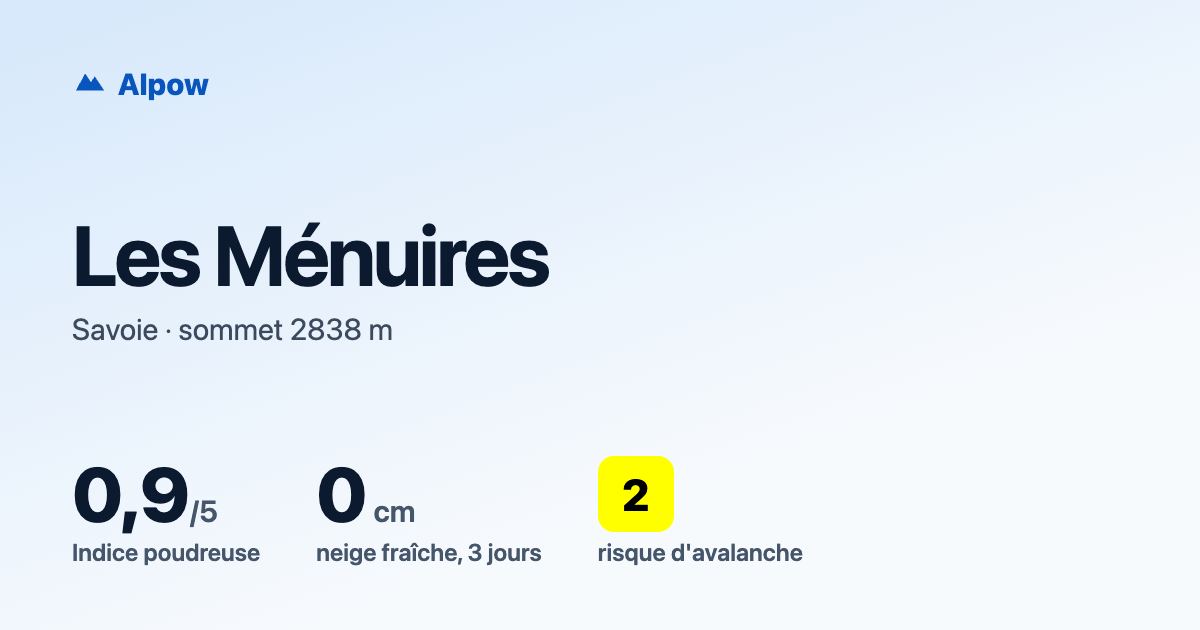 Alpow
Les Ménuires
Savoie · sommet 2838 m
0,9/5
Indice poudreuse
0 cm
neige fraîche, 3 jours
2
risque d'avalanche